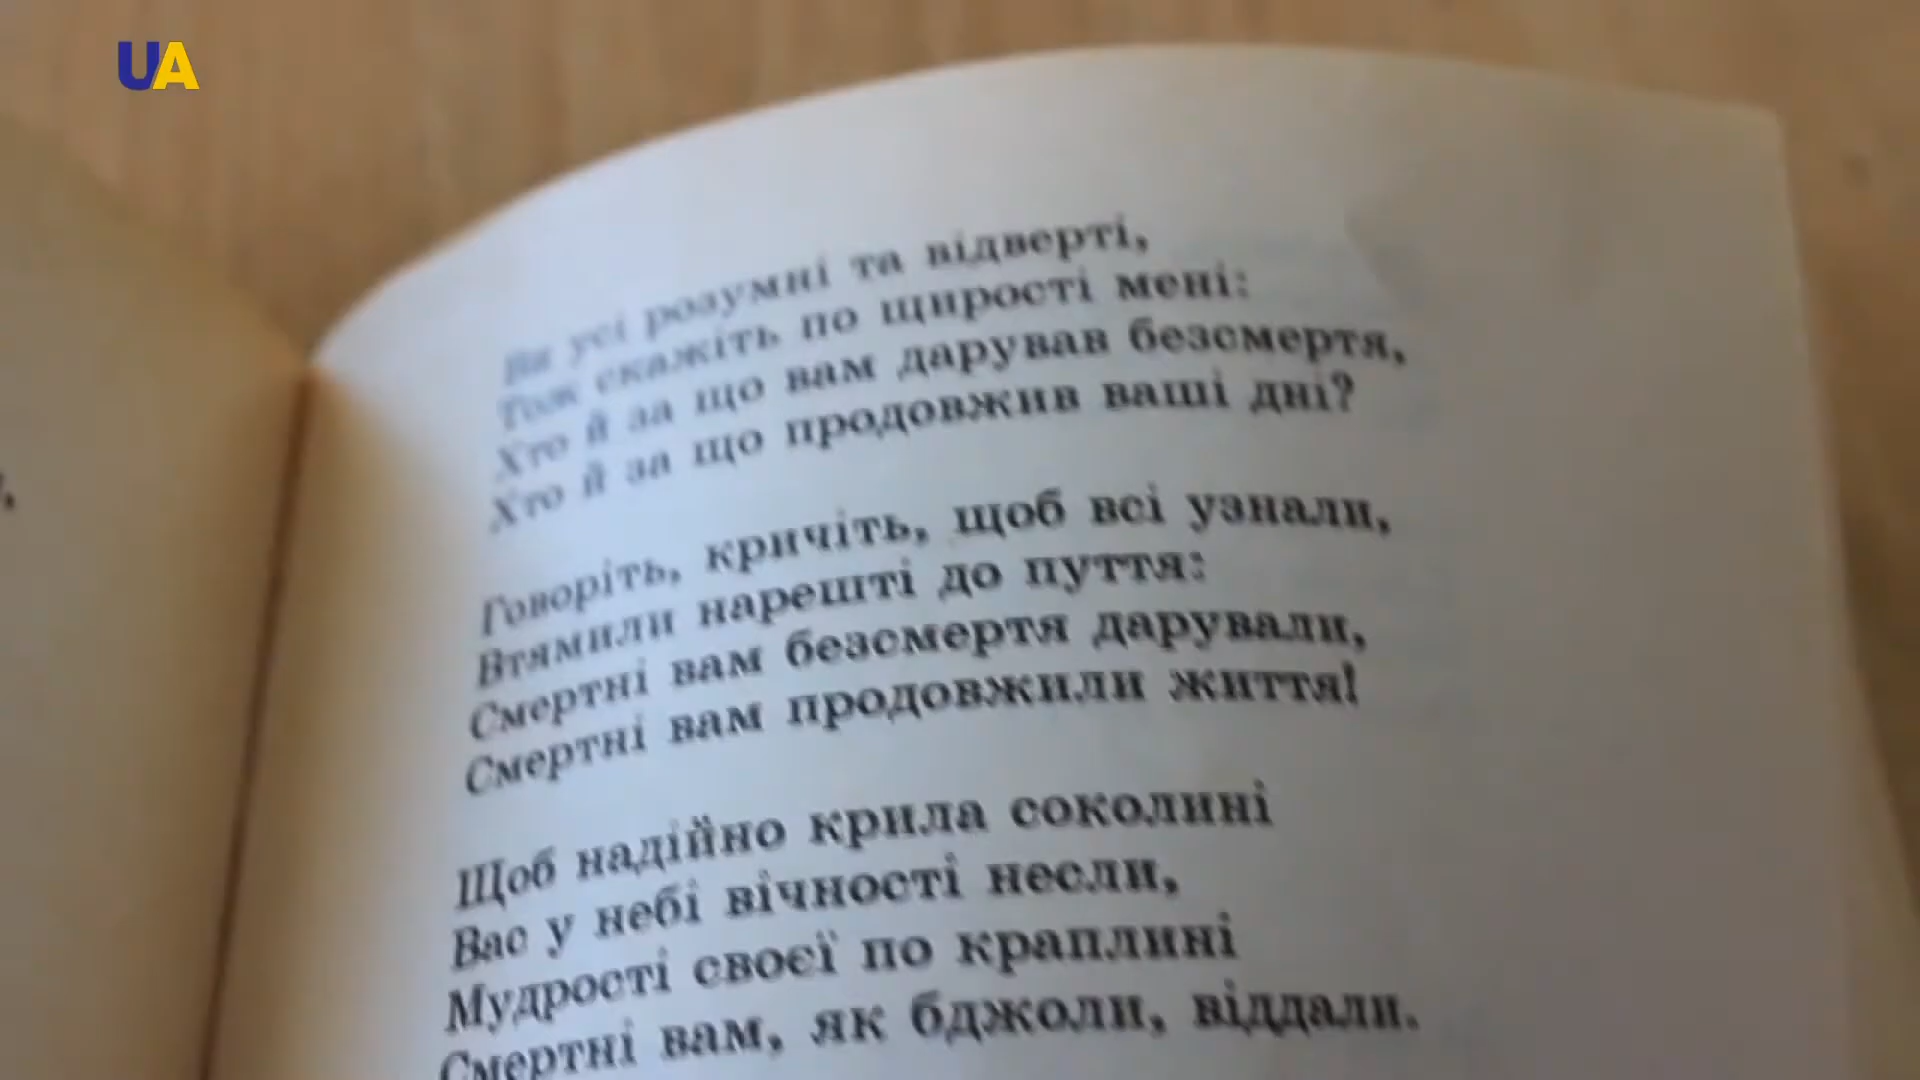 UA
Ви усі розумні та відверті,
Тож скажіть по щирості мені:
Хто й за що вам дарував безсмертя,
Хто й за що продовжив ваші дні?
Говоріть, кричіть, щоб всі узнали,
Втямили нарешті до пуття:
Смертні вам безсмертя дарували,
Смертні вам продовжили життя!
Щоб надійно крила соколині
Вас у небі вічності несли,
Мудрості своєї по краплині
Смертні вам, як бджоли, віддали.